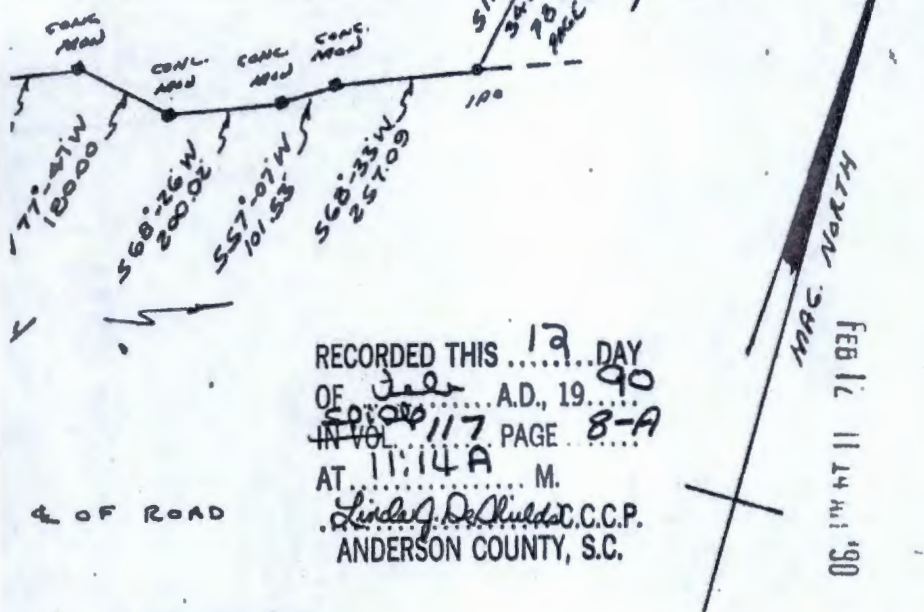 CONC.
MON
CONC.
MON
CONC.
MON
CONC.
MON
IPO
PAGE
77°-47'W
120.00
S68°-26'W
200.02
S57°-07'W
101.53
S68°-33'W
257.09
MAG. NORTH
RECORDED THIS 12 DAY
OF Feb A.D., 19 90
IN VOL. 117 PAGE 8-A
AT 11:14 A M.
C.C.C.P.
ANDERSON COUNTY, S.C.
℄ OF ROAD
FEB 12 11 14 AM '90